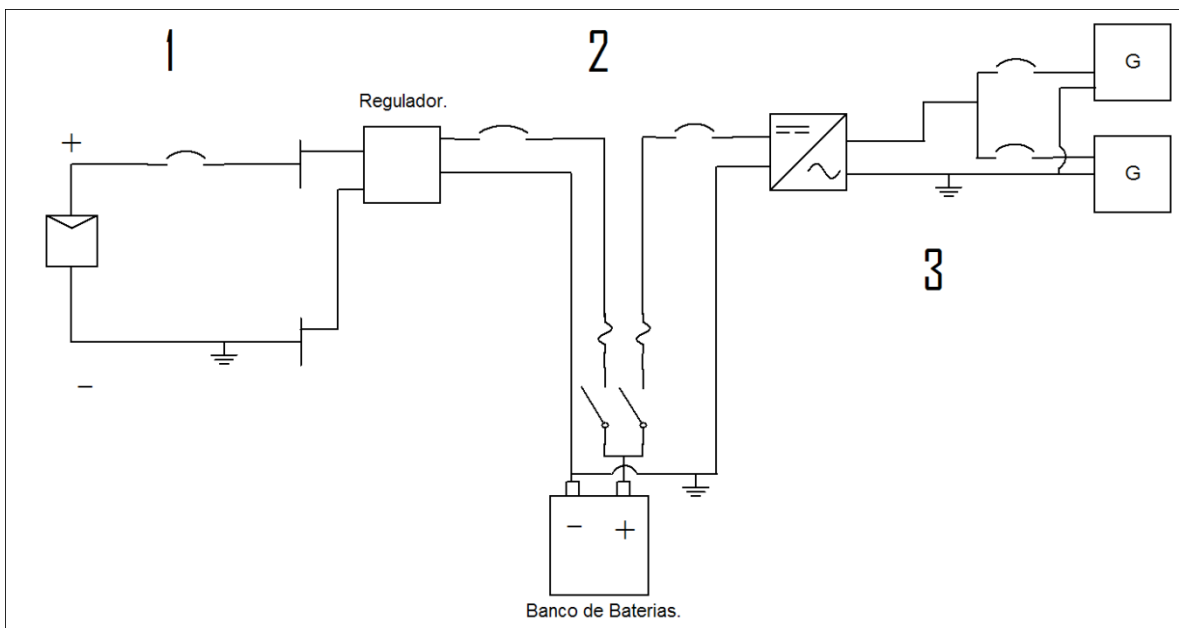 1
2
3
Regulador.
+
−
G
G
−
+
Banco de Baterias.